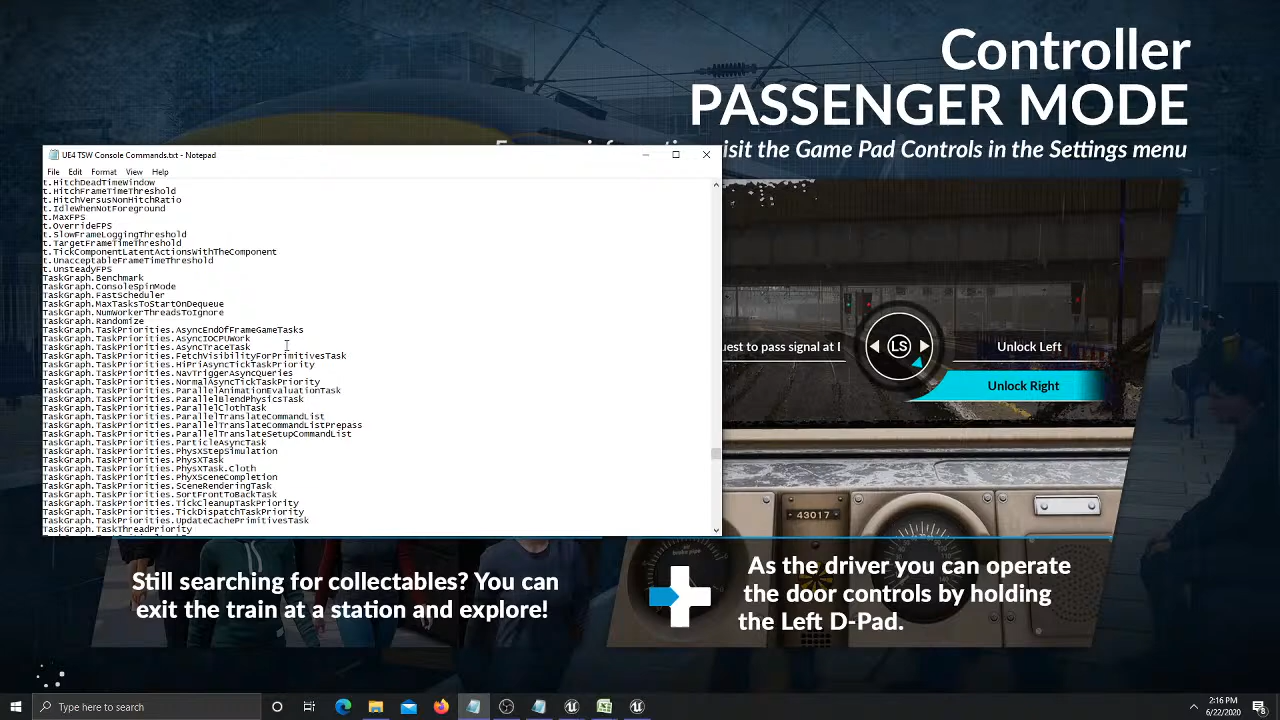 Controller
PASSENGER MODE
isit the Game Pad Controls in the Settings menu
UE4 TSW Console Commands.txt - Notepad
File Edit Format View Help
t.HitchDeadTimeWindow
t.HitchFrameTimeThreshold
t.HitchVersusNonHitchRatio
t.IdleWhenNotForeground
t.MaxFPS
t.OverrideFPS
t.SlowFrameLoggingThreshold
t.TargetFrameTimeThreshold
t.TickComponentLatentActionsWithTheComponent
t.UnacceptableFrameTimeThreshold
t.UnsteadyFPS
TaskGraph.Benchmark
TaskGraph.ConsoleSpinMode
TaskGraph.FastScheduler
TaskGraph.MaxTasksToStartOnDequeue
TaskGraph.NumWorkerThreadsToIgnore
TaskGraph.Randomize
TaskGraph.TaskPriorities.AsyncEndOfFrameGameTasks
TaskGraph.TaskPriorities.AsyncIOCPUWork
TaskGraph.TaskPriorities.AsyncTraceTask
TaskGraph.TaskPriorities.FetchVisibilityForPrimitivesTask
TaskGraph.TaskPriorities.HiPriAsyncTickTaskPriority
TaskGraph.TaskPriorities.NavTriggerAsyncQueries
TaskGraph.TaskPriorities.NormalAsyncTickTaskPriority
TaskGraph.TaskPriorities.ParallelAnimationEvaluationTask
TaskGraph.TaskPriorities.ParallelBlendPhysicsTask
TaskGraph.TaskPriorities.ParallelClothTask
TaskGraph.TaskPriorities.ParallelTranslateCommandList
TaskGraph.TaskPriorities.ParallelTranslateCommandListPrepass
TaskGraph.TaskPriorities.ParallelTranslateSetupCommandList
TaskGraph.TaskPriorities.ParticleAsyncTask
TaskGraph.TaskPriorities.PhysXStepSimulation
TaskGraph.TaskPriorities.PhysXTask
TaskGraph.TaskPriorities.PhysXTask.Cloth
TaskGraph.TaskPriorities.PhyXSceneCompletion
TaskGraph.TaskPriorities.SceneRenderingTask
TaskGraph.TaskPriorities.SortFrontToBackTask
TaskGraph.TaskPriorities.TickCleanupTaskPriority
TaskGraph.TaskPriorities.TickDispatchTaskPriority
TaskGraph.TaskPriorities.UpdateCachePrimitivesTask
TaskGraph.TaskThreadPriority
uest to pass signal at
LS
Unlock Left
Unlock Right
43017
Still searching for collectables? You can
exit the train at a station and explore!
As the driver you can operate
the door controls by holding
the Left D-Pad.
Type here to search
2:16 PM
6/22/2020